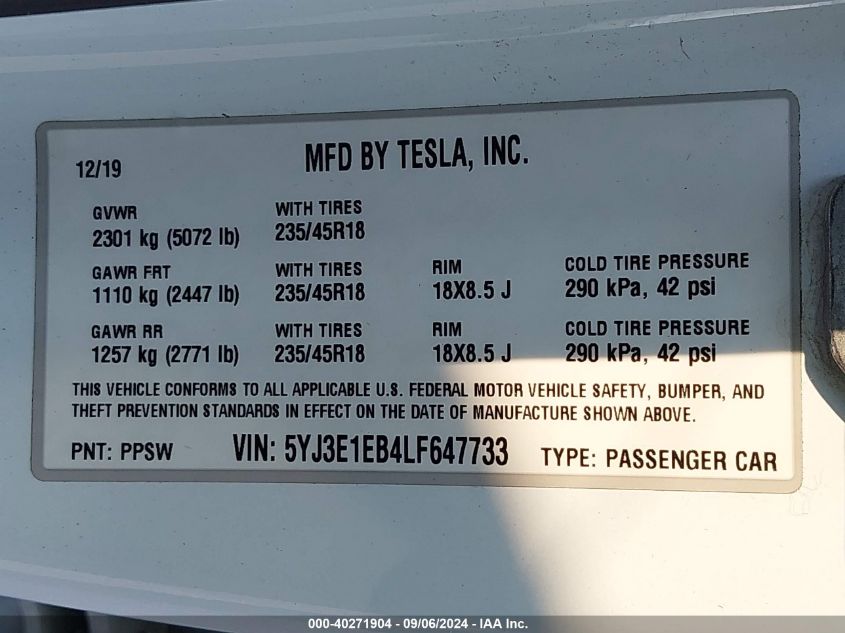 12/19 MFD BY TESLA, INC.
GVWR WITH TIRES
2301 kg (5072 lb) 235/45R18
GAWR FRT WITH TIRES RIM COLD TIRE PRESSURE
1110 kg (2447 lb) 235/45R18 18X8.5 J 290 kPa, 42 psi
GAWR RR WITH TIRES RIM COLD TIRE PRESSURE
1257 kg (2771 lb) 235/45R18 18X8.5 J 290 kPa, 42 psi
THIS VEHICLE CONFORMS TO ALL APPLICABLE U.S. FEDERAL MOTOR VEHICLE SAFETY, BUMPER, AND
THEFT PREVENTION STANDARDS IN EFFECT ON THE DATE OF MANUFACTURE SHOWN ABOVE.
PNT: PPSW VIN: 5YJ3E1EB4LF647733 TYPE: PASSENGER CAR
000-40271904 - 09/06/2024 - IAA Inc.